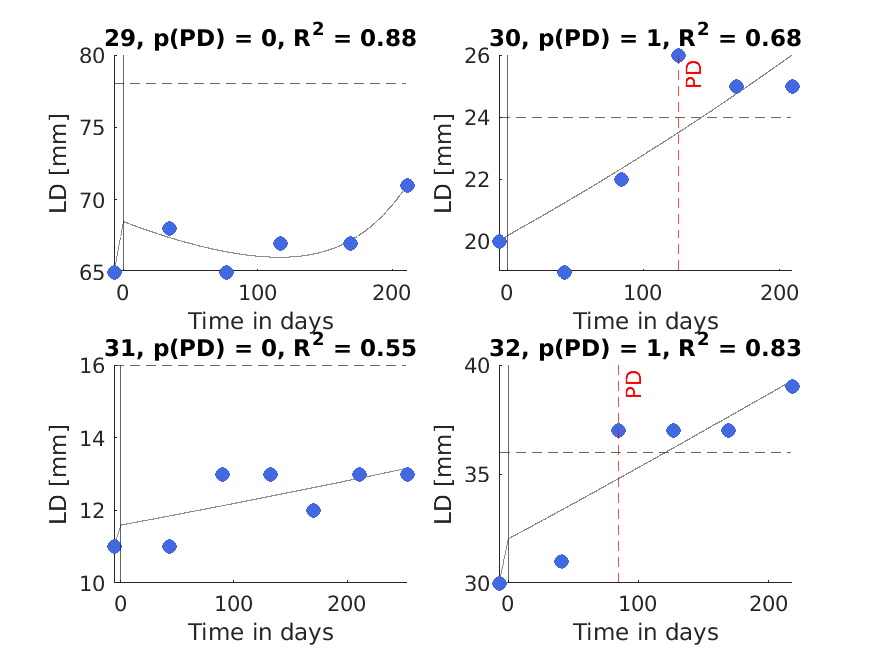 29, p(PD) = 0, R² = 0.88
80
75
70
65
LD [mm]
0
100
200
Time in days
30, p(PD) = 1, R² = 0.68
26
24
22
20
LD [mm]
PD
0
100
200
Time in days
31, p(PD) = 0, R² = 0.55
16
14
12
10
LD [mm]
0
100
200
Time in days
32, p(PD) = 1, R² = 0.83
40
35
30
LD [mm]
PD
0
100
200
Time in days